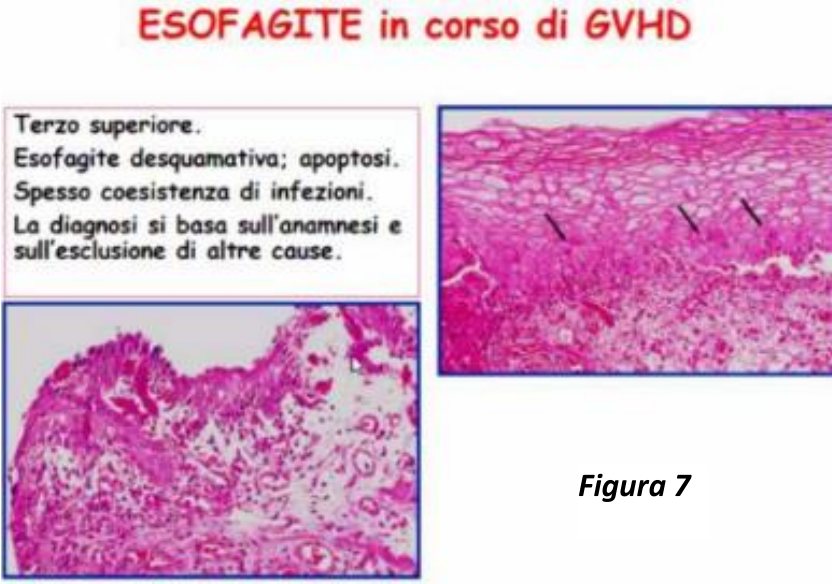 ESOFAGITE in corso di GVHD
Terzo superiore.
Esofagite desquamativa; apoptosi.
Spesso coesistenza di infezioni.
La diagnosi si basa sull'anamnesi e
sull'esclusione di altre cause.
Figura 7